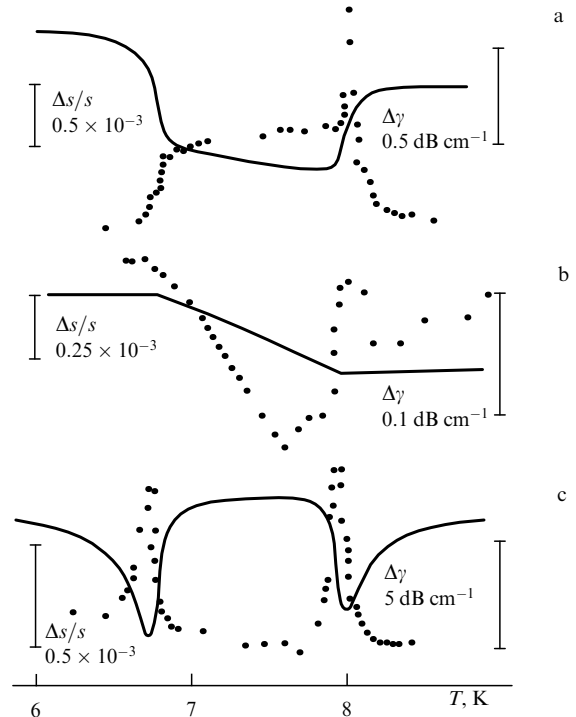 a
Δs/s
0.5 × 10⁻³
Δγ
0.5 dB cm⁻¹
b
Δs/s
0.25 × 10⁻³
Δγ
0.1 dB cm⁻¹
c
Δγ
5 dB cm⁻¹
Δs/s
0.5 × 10⁻³
6 7 8 T, K